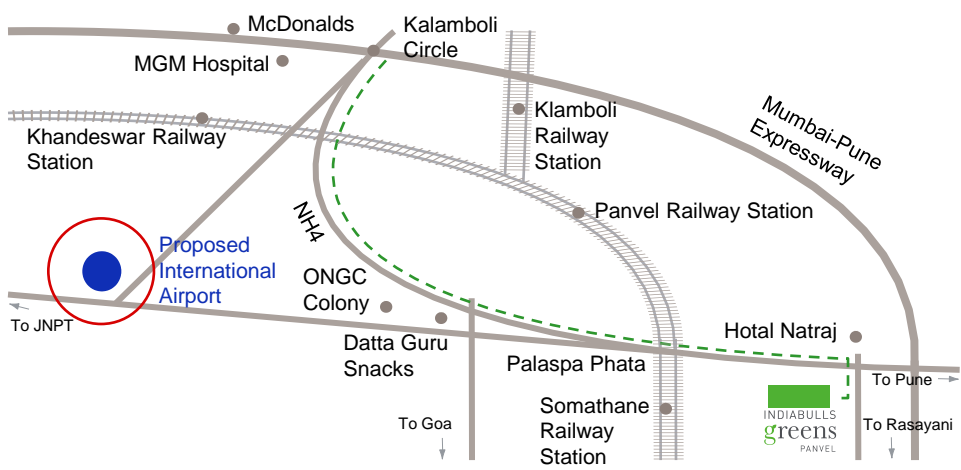 McDonalds
Kalamboli
Circle
MGM Hospital
Khandeswar Railway
Station
Klamboli
Railway
Station
Mumbai-Pune
Expressway
Panvel Railway Station
NH4
Proposed
International
Airport
ONGC
Colony
To JNPT
Datta Guru
Snacks
Hotal Natraj
Palaspa Phata
To Pune
To Goa
Somathane
Railway
Station
INDIABULLS
greens
PANVEL
To Rasayani